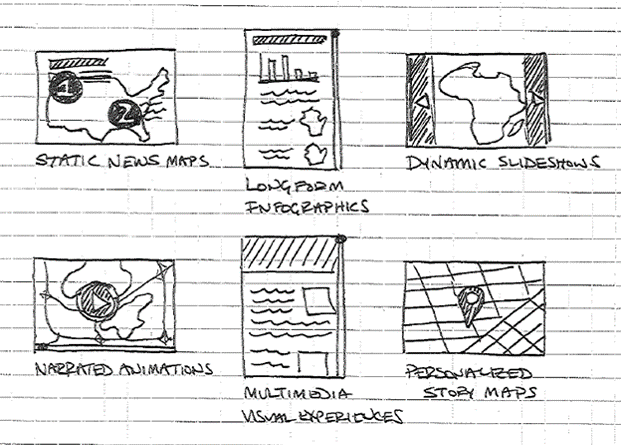 1
2
STATIC NEWS MAPS
LONGFORM
INFOGRAPHICS
DYNAMIC SLIDESHOWS
NARRATED ANIMATIONS
MULTIMEDIA
VISUAL EXPERIENCES
PERSONALIZED
STORY MAPS